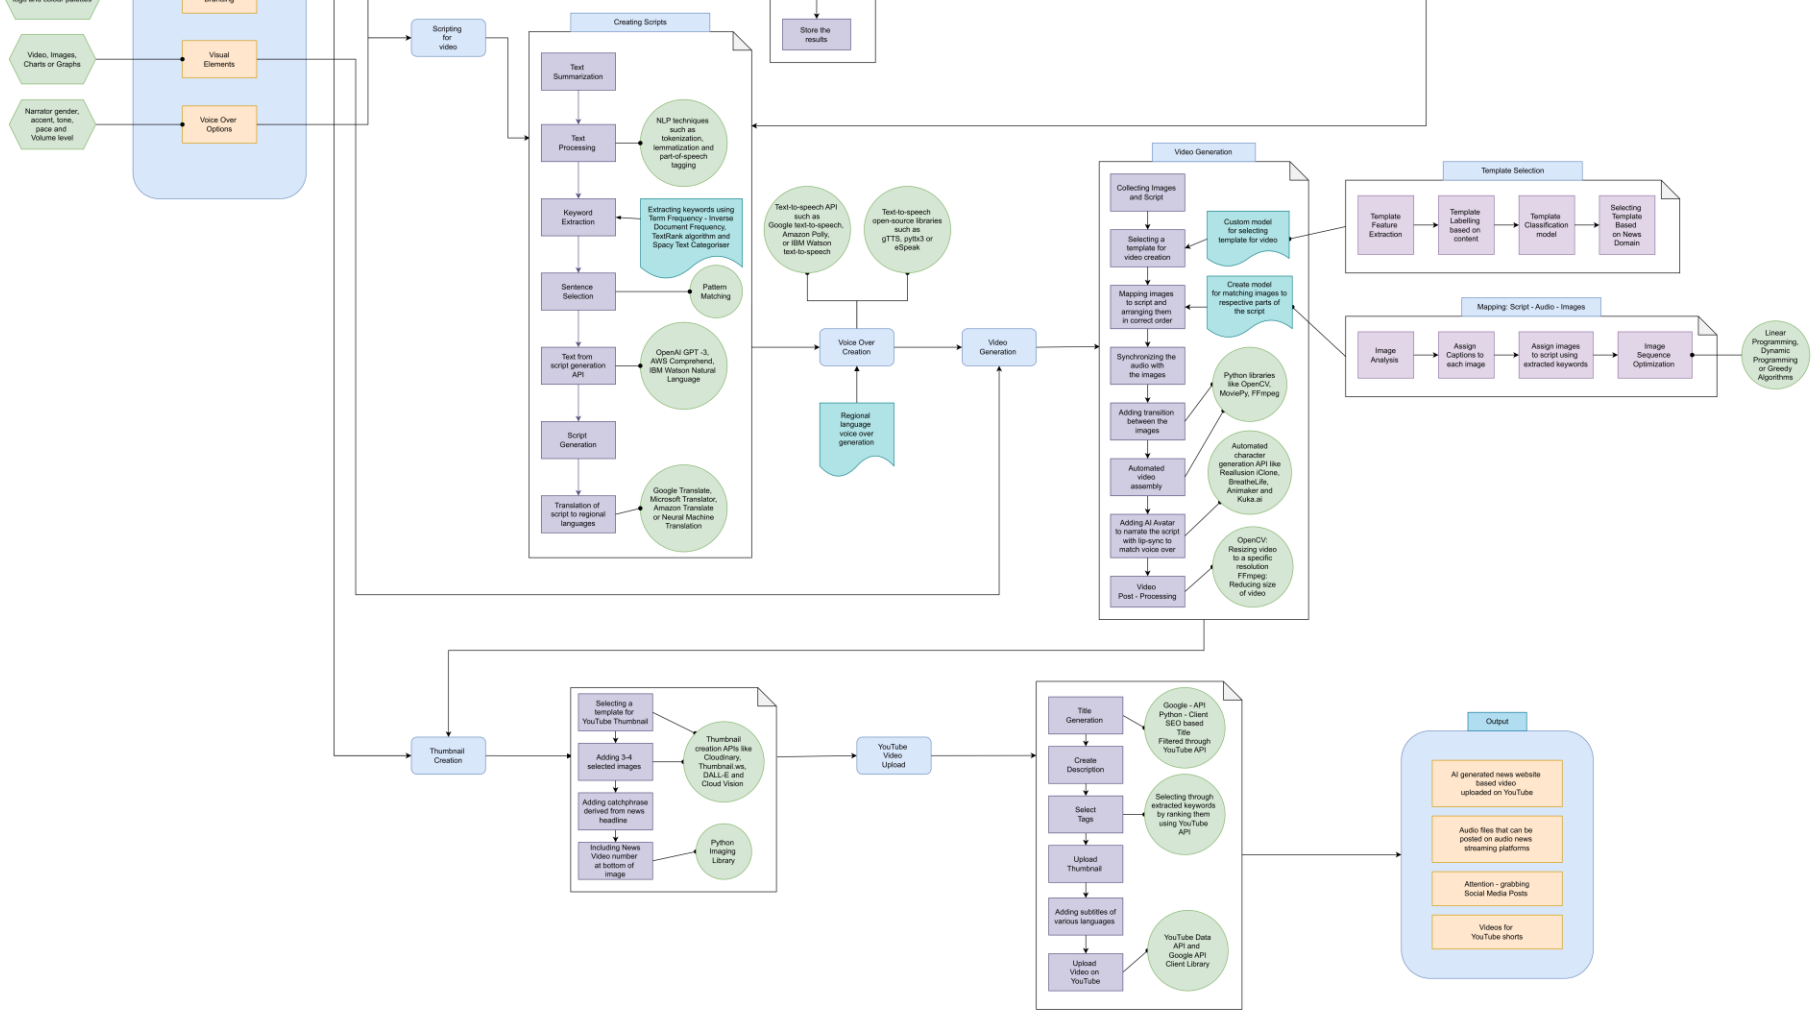 logo and colour palettes
Branding
Video, Images,
Charts or Graphs
Visual
Elements
Narrator gender,
accent, tone,
pace and
Volume level
Voice Over
Options
Scripting
for
video
Creating Scripts
Text
Summarization
Text
Processing
NLP techniques
such as
tokenization,
lemmatization and
part-of-speech
tagging
Keyword
Extraction
Extracting keywords using
Term Frequency - Inverse
Document Frequency,
TextRank algorithm and
Spacy Text Categoriser
Sentence
Selection
Pattern
Matching
Text from
script generation
API
OpenAI GPT -3,
AWS Comprehend,
IBM Watson Natural
Language
Script
Generation
Translation of
script to regional
languages
Google Translate,
Microsoft Translator,
Amazon Translate
or Neural Machine
Translation
Store the
results
Text-to-speech API
such as
Google text-to-speech,
Amazon Polly,
or IBM Watson
text-to-speech
Text-to-speech
open-source libraries
such as
gTTS, pyttx3 or
eSpeak
Voice Over
Creation
Regional
language
voice over
generation
Video
Generation
Video Generation
Collecting Images
and Script
Selecting a
template for
video creation
Custom model
for selecting
template for video
Mapping images
to script and
arranging them
in correct order
Create model
for matching images to
respective parts of
the script
Synchronizing the
audio with
the images
Adding transition
between the
images
Python libraries
like OpenCV,
MoviePy, FFmpeg
Automated
video
assembly
Automated
character
generation API like
Reallusion iClone,
BreatheLife,
Animaker and
Kuka.ai
Adding AI Avatar
to narrate the script
with lip-sync to
match voice over
Video
Post - Processing
OpenCV:
Resizing video
to a specific
resolution
FFmpeg:
Reducing size
of video
Template Selection
Template
Feature
Extraction
Template
Labelling
based on
content
Template
Classification
model
Selecting
Template
Based
on News
Domain
Mapping: Script - Audio - Images
Image
Analysis
Assign
Captions to
each image
Assign images
to script using
extracted keywords
Image
Sequence
Optimization
Linear
Programming,
Dynamic
Programming
or Greedy
Algorithms
Thumbnail
Creation
Selecting a
template for
YouTube Thumbnail
Adding 3-4
selected images
Adding catchphrase
derived from news
headline
Including News
Video number
at bottom of
image
Thumbnail
creation APIs like
Cloudinary,
Thumbnail.ws,
DALL-E and
Cloud Vision
Python
Imaging
Library
YouTube
Video
Upload
Title
Generation
Google - API
Python - Client
SEO based
Title
Filtered through
YouTube API
Create
Description
Select
Tags
Selecting through
extracted keywords
by ranking them
using YouTube
API
Upload
Thumbnail
Adding subtitles of
various languages
Upload
Video on
YouTube
YouTube Data
API and
Google API
Client Library
Output
AI generated news website
based video
uploaded on YouTube
Audio files that can be
posted on audio news
streaming platforms
Attention - grabbing
Social Media Posts
Videos for
YouTube shorts